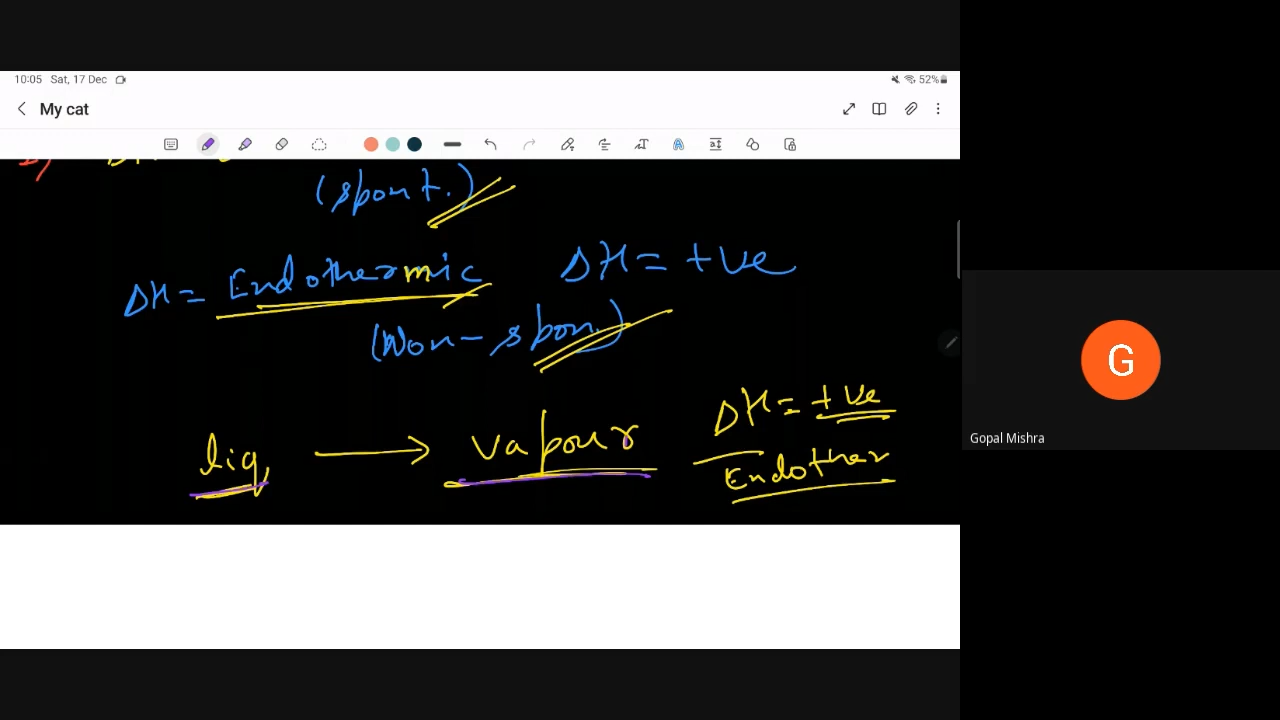 10:05 Sat, 17 Dec
52%
My cat
(spont.)
ΔH = Endothermic ΔH = +ve
(Non-spon.)
liq, → vapour
ΔH = +ve
Endother
G
Gopal Mishra